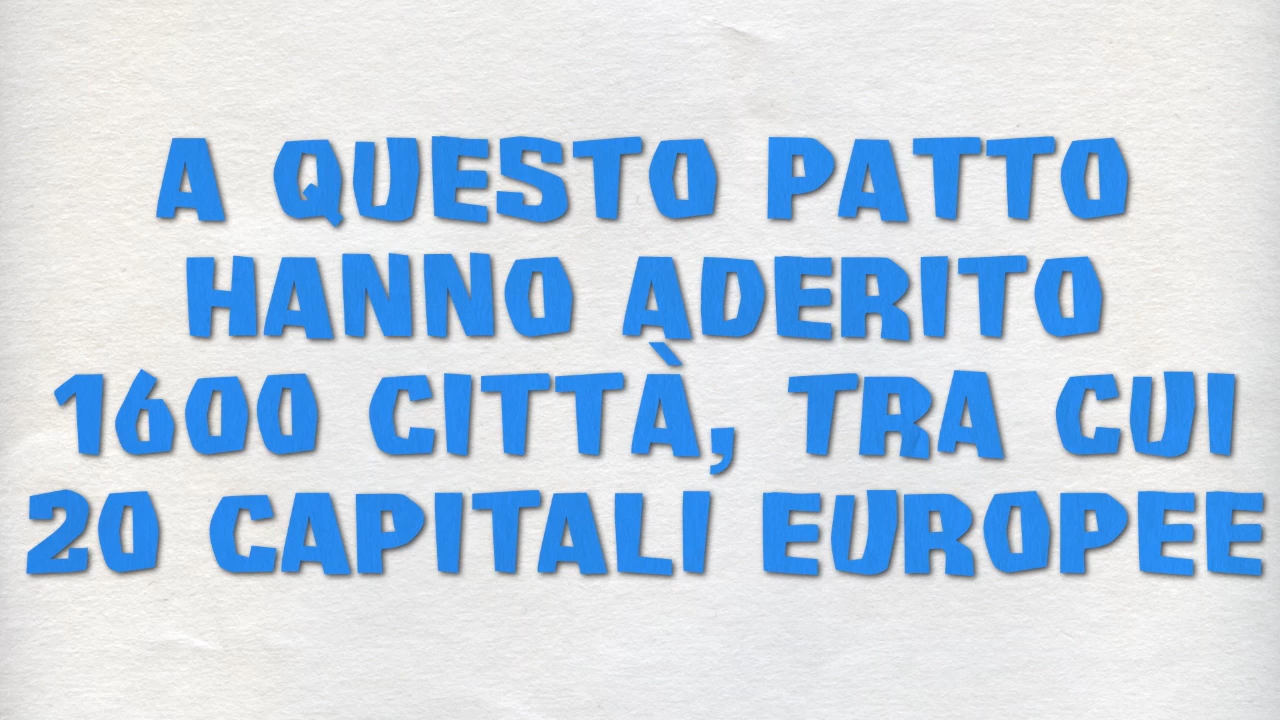 A QUESTO PATTO
HANNO ADERITO
1600 CITTÀ, TRA CUI
20 CAPITALI EUROPEE